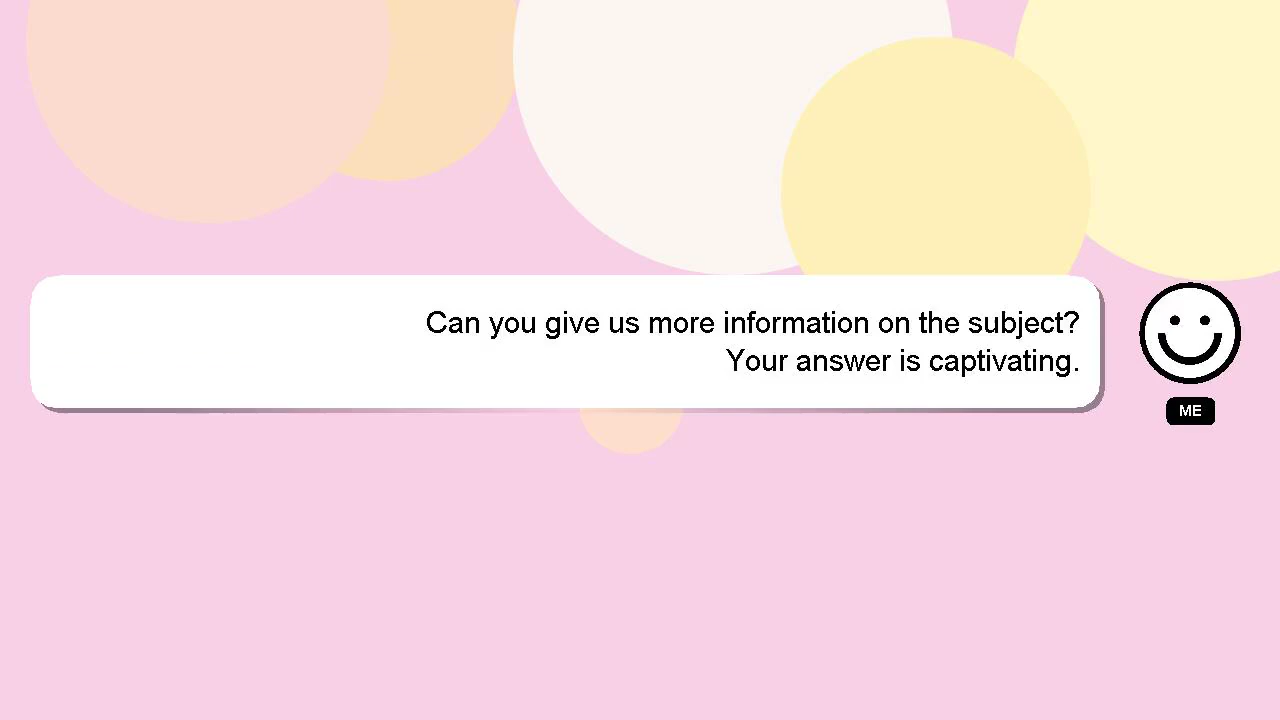 Can you give us more information on the subject?
Your answer is captivating.
ME